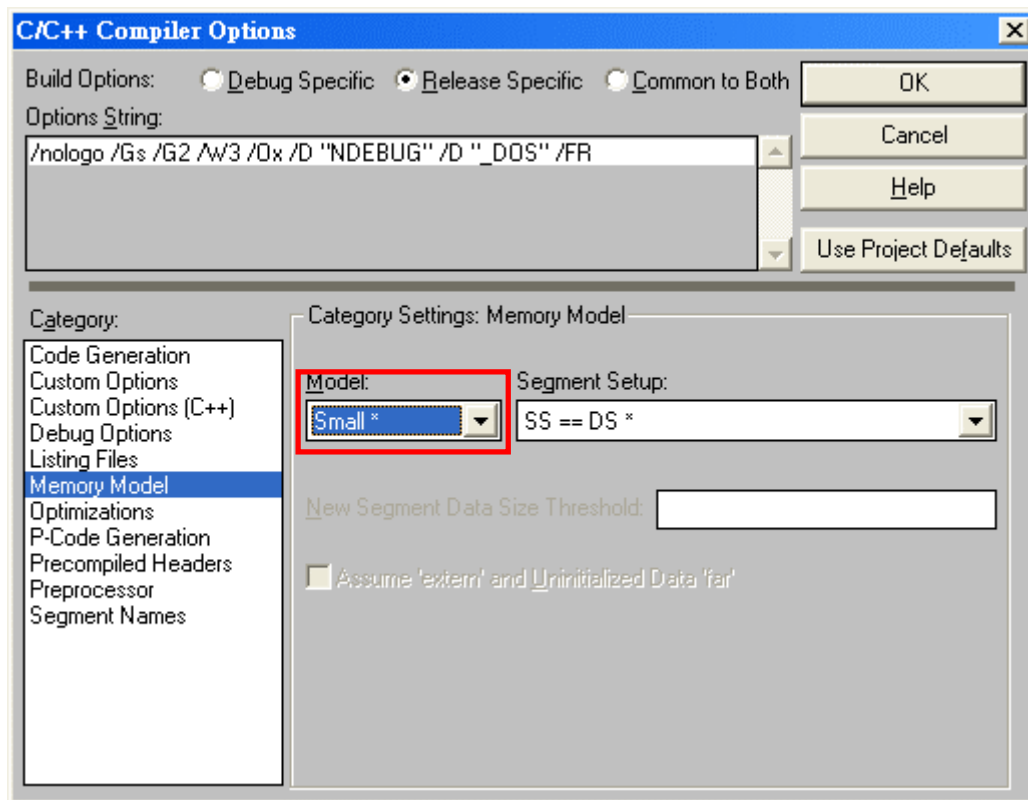 C/C++ Compiler Options
Build Options: Debug Specific Release Specific Common to Both
Options String:
/nologo /Gs /G2 /W3 /Ox /D "NDEBUG" /D "_DOS" /FR
OK
Cancel
Help
Use Project Defaults
Category:
Code Generation
Custom Options
Custom Options (C++)
Debug Options
Listing Files
Memory Model
Optimizations
P-Code Generation
Precompiled Headers
Preprocessor
Segment Names
Category Settings: Memory Model
Model: Segment Setup:
Small * SS == DS *
New Segment Data Size Threshold:
Assume 'extern' and Uninitialized Data 'far'